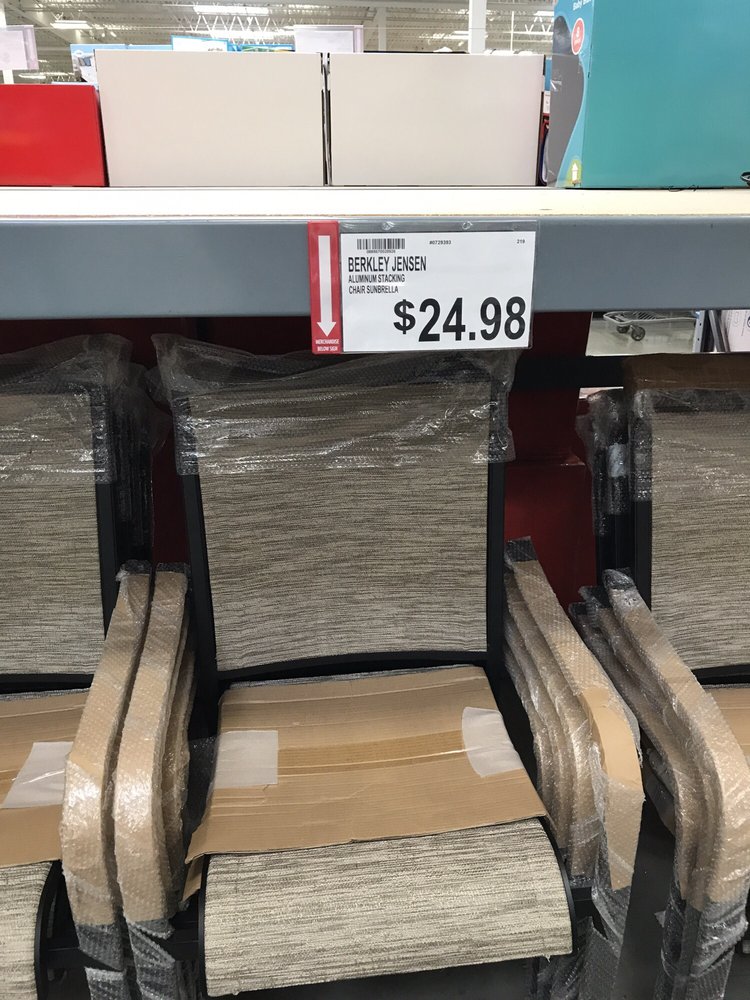 #0729393 219
BERKLEY JENSEN
ALUMINUM STACKING
CHAIR SUNBRELLA
$24.98
MERCHANDISE
BELOW SIGN